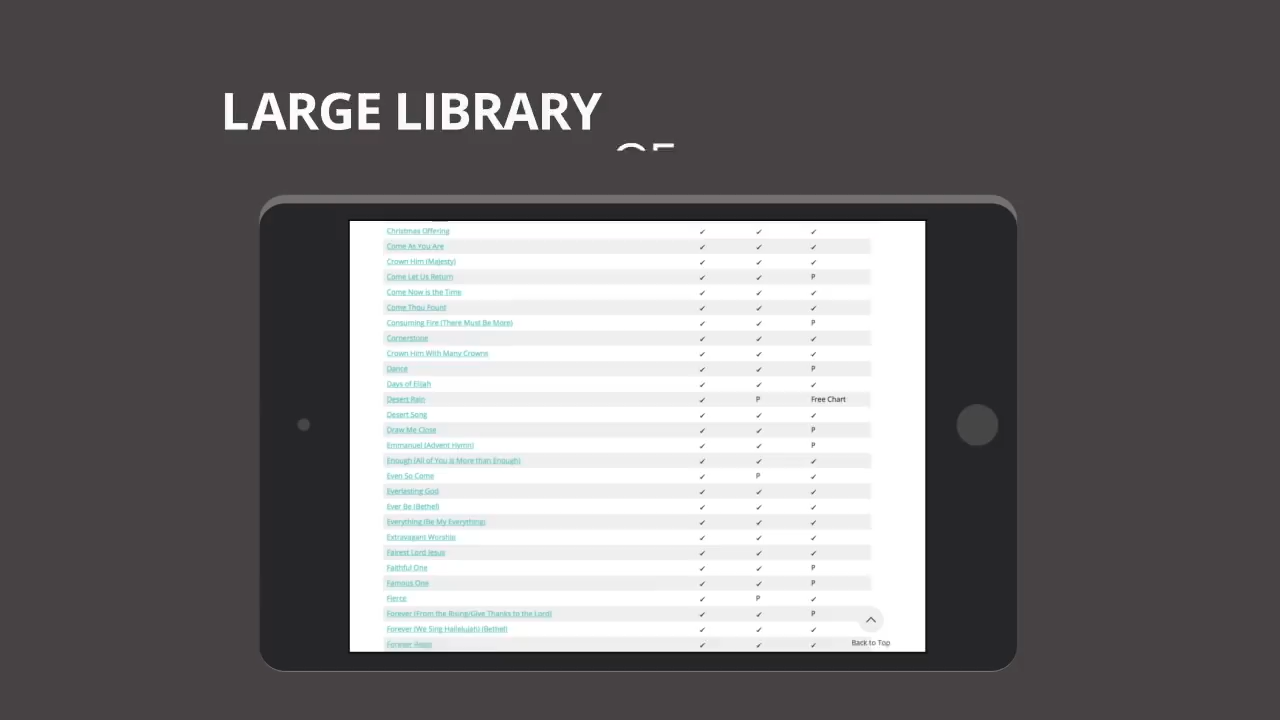 LARGE LIBRARY
OF
Christmas Offering ✓ ✓ ✓
Come As You Are ✓ ✓ ✓
Crown Him (Majesty) ✓ ✓ ✓
Come Let Us Return ✓ ✓ P
Come Now is the Time ✓ ✓ ✓
Come Thou Fount ✓ ✓ ✓
Consuming Fire (There Must Be More) ✓ ✓ P
Cornerstone ✓ ✓ ✓
Crown Him With Many Crowns ✓ ✓ ✓
Dance ✓ ✓ P
Days of Elijah ✓ ✓ ✓
Desert Rain ✓ P Free Chart
Desert Song ✓ ✓ ✓
Draw Me Close ✓ ✓ P
Emmanuel (Advent Hymn) ✓ ✓ P
Enough (All of You is More than Enough) ✓ ✓ ✓
Even So Come ✓ P ✓
Everlasting God ✓ ✓ ✓
Ever Be (Bethel) ✓ ✓ ✓
Everything (Be My Everything) ✓ ✓ ✓
Extravagant Worship ✓ ✓ ✓
Fairest Lord Jesus ✓ ✓ ✓
Faithful One ✓ ✓ P
Famous One ✓ ✓ P
Fierce ✓ P ✓
Forever (From the Rising/Give Thanks to the Lord) ✓ ✓ P
Forever (We Sing Hallelujah) (Bethel) ✓ ✓ ✓
Back to Top
Forever ✓ ✓ ✓